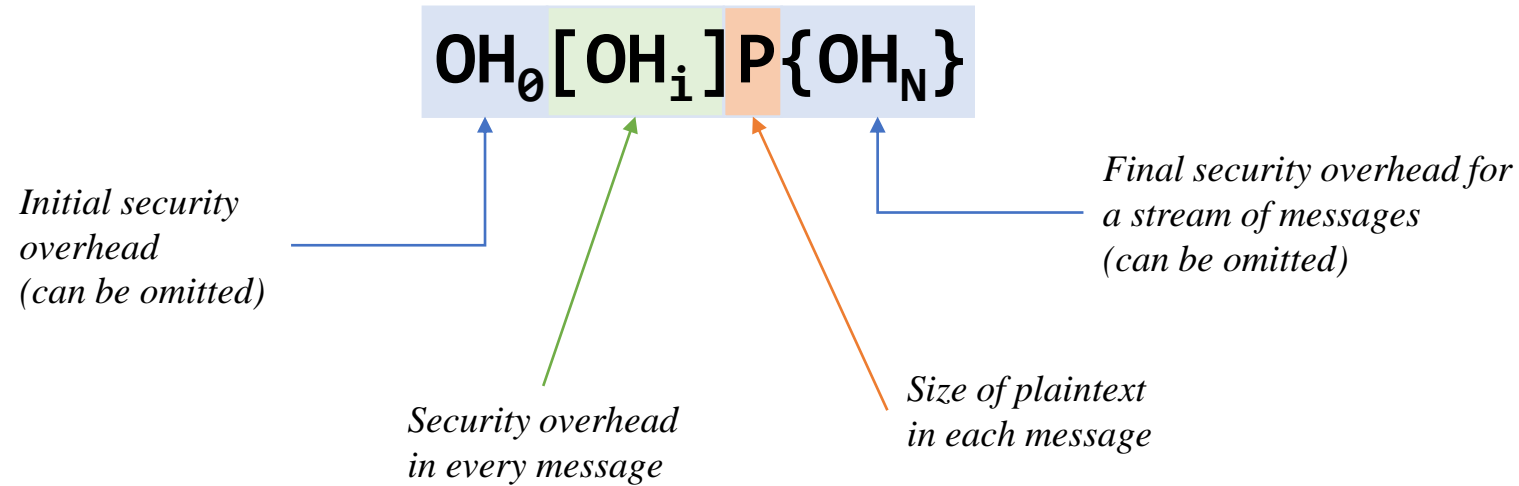 OH₀[OHᵢ]P{OH_N}
Initial security
overhead
(can be omitted)
Final security overhead for
a stream of messages
(can be omitted)
Security overhead
in every message
Size of plaintext
in each message